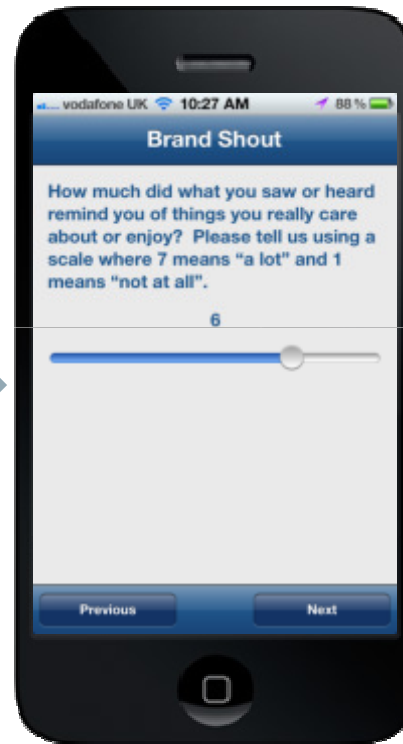 vodafone UK 10:27 AM 88%
Brand Shout
How much did what you saw or heard
remind you of things you really care
about or enjoy? Please tell us using a
scale where 7 means “a lot” and 1
means “not at all”.
6
Previous Next